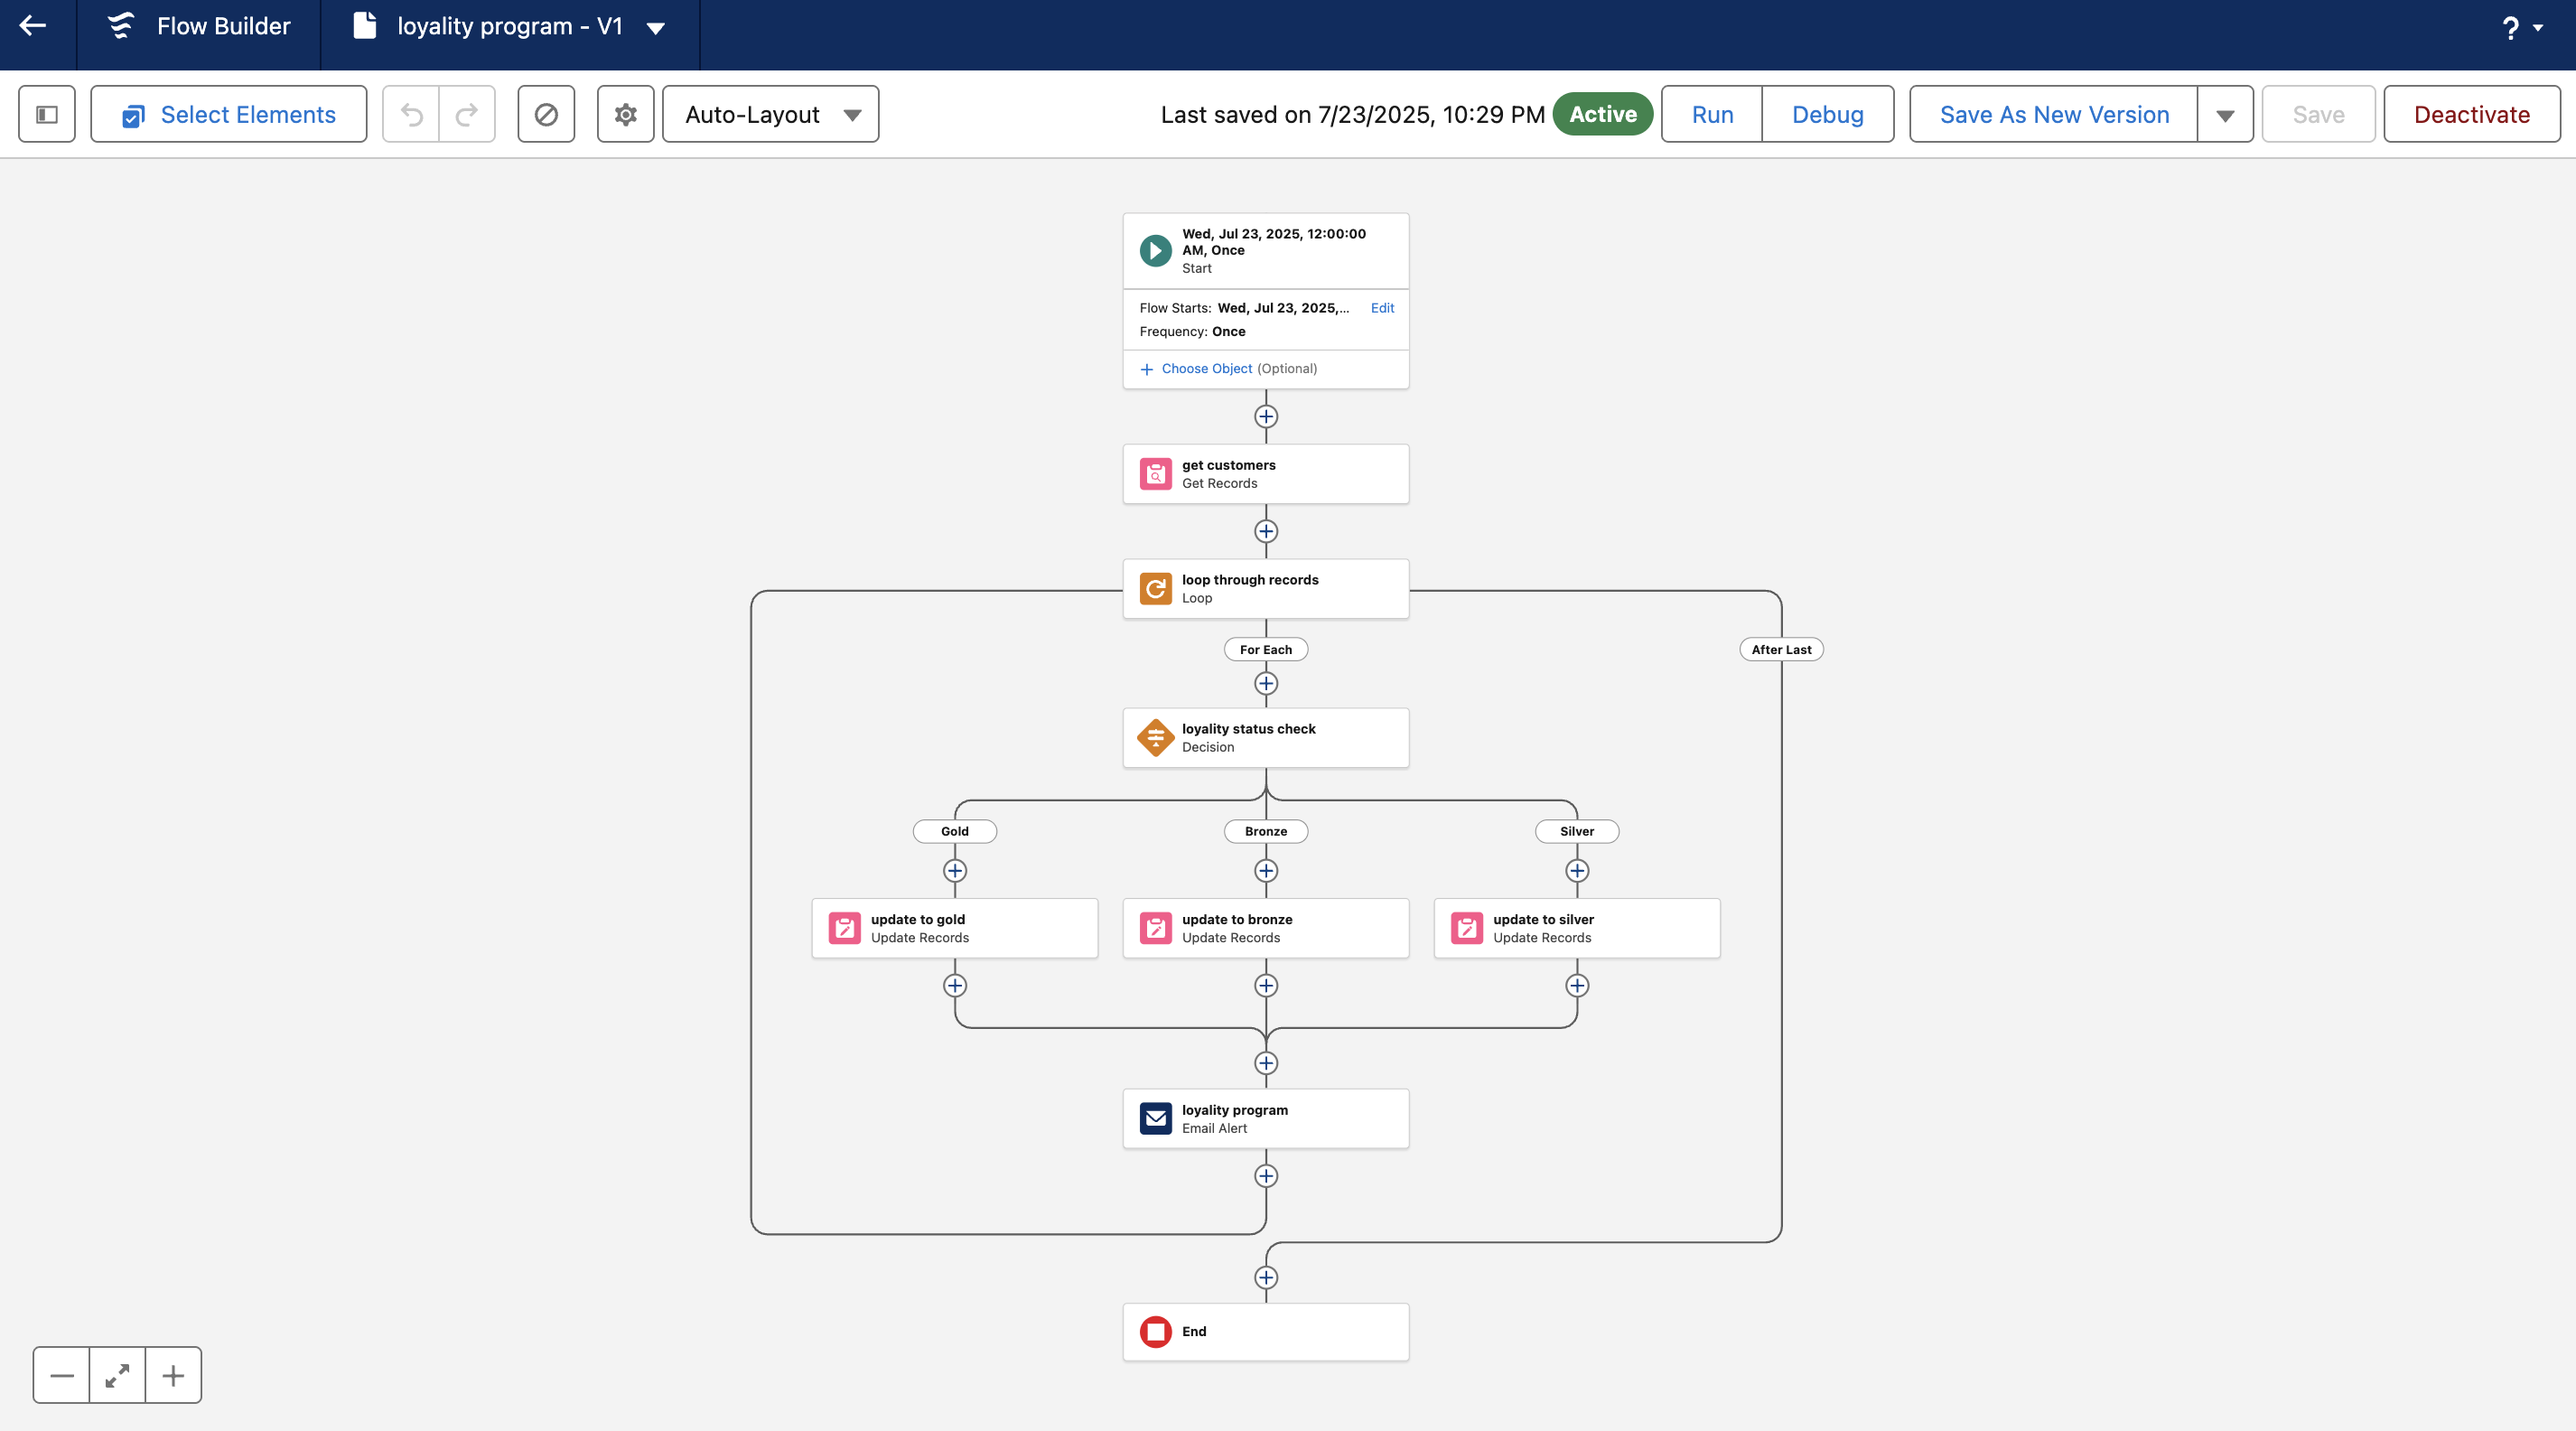 Flow Builder
loyality program - V1
?
Select Elements
Auto-Layout
Last saved on 7/23/2025, 10:29 PM
Active
Run
Debug
Save As New Version
Save
Deactivate
Wed, Jul 23, 2025, 12:00:00
AM, Once
Start
Flow Starts: Wed, Jul 23, 2025,... Edit
Frequency: Once
+ Choose Object (Optional)
get customers
Get Records
loop through records
Loop
For Each
After Last
loyality status check
Decision
Gold
Bronze
Silver
update to gold
Update Records
update to bronze
Update Records
update to silver
Update Records
loyality program
Email Alert
End